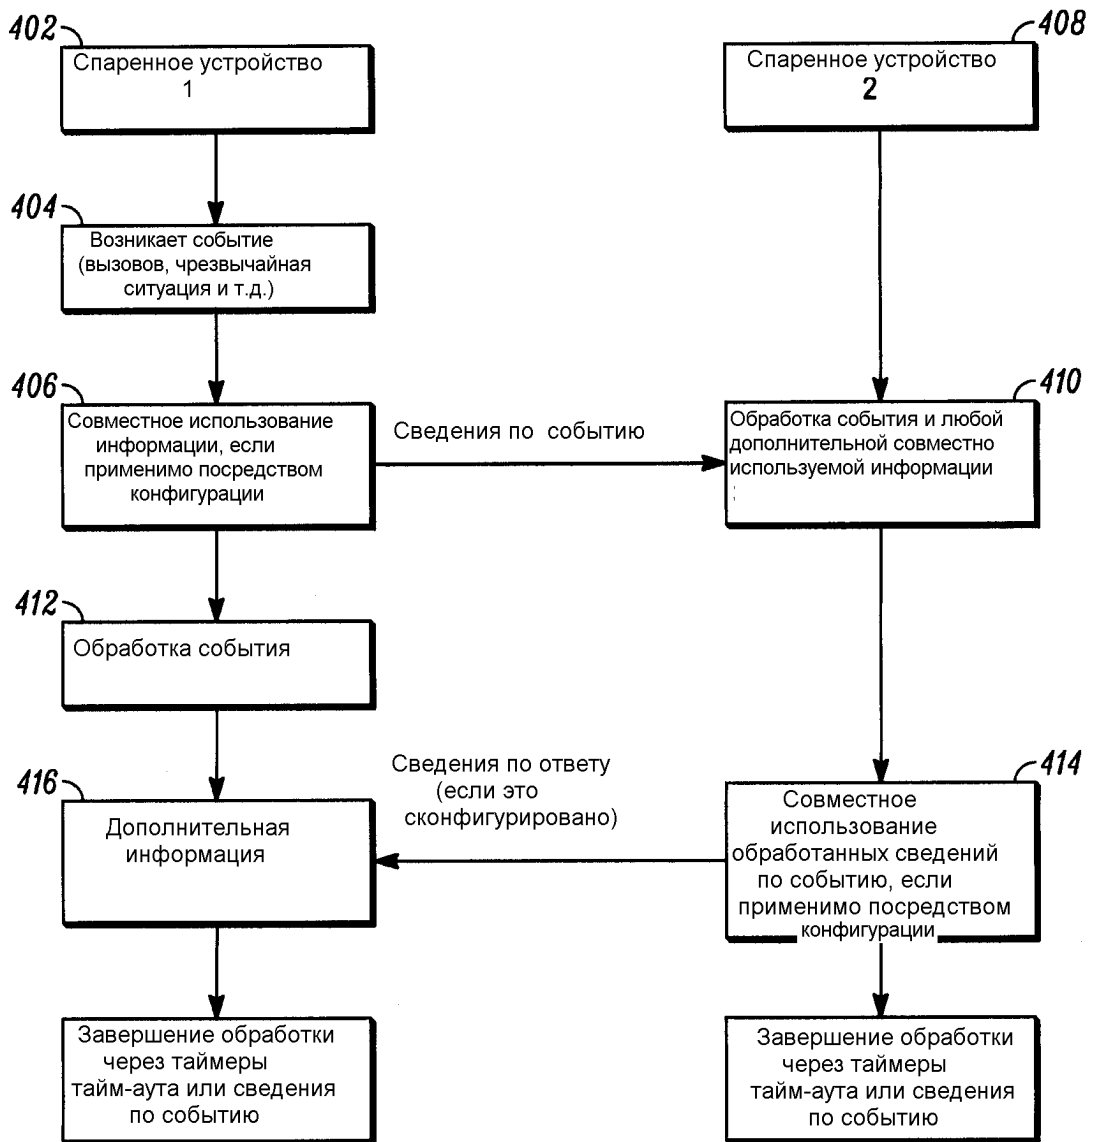 402
Спаренное устройство
1
408
Спаренное устройство
2
404
Возникает событие
(вызовов, чрезвычайная
ситуация и т.д.)
406
Совместное использование
информации, если
применимо посредством
конфигурации
Сведения по событию
410
Обработка события и любой
дополнительной совместно
используемой информации
412
Обработка события
416
Дополнительная
информация
Сведения по ответу
(если это
сконфигурировано)
414
Совместное
использование
обработанных сведений
по событию, если
применимо посредством
конфигурации
Завершение обработки
через таймеры
тайм-аута или сведения
по событию
Завершение обработки
через таймеры
тайм-аута или сведения
по событию